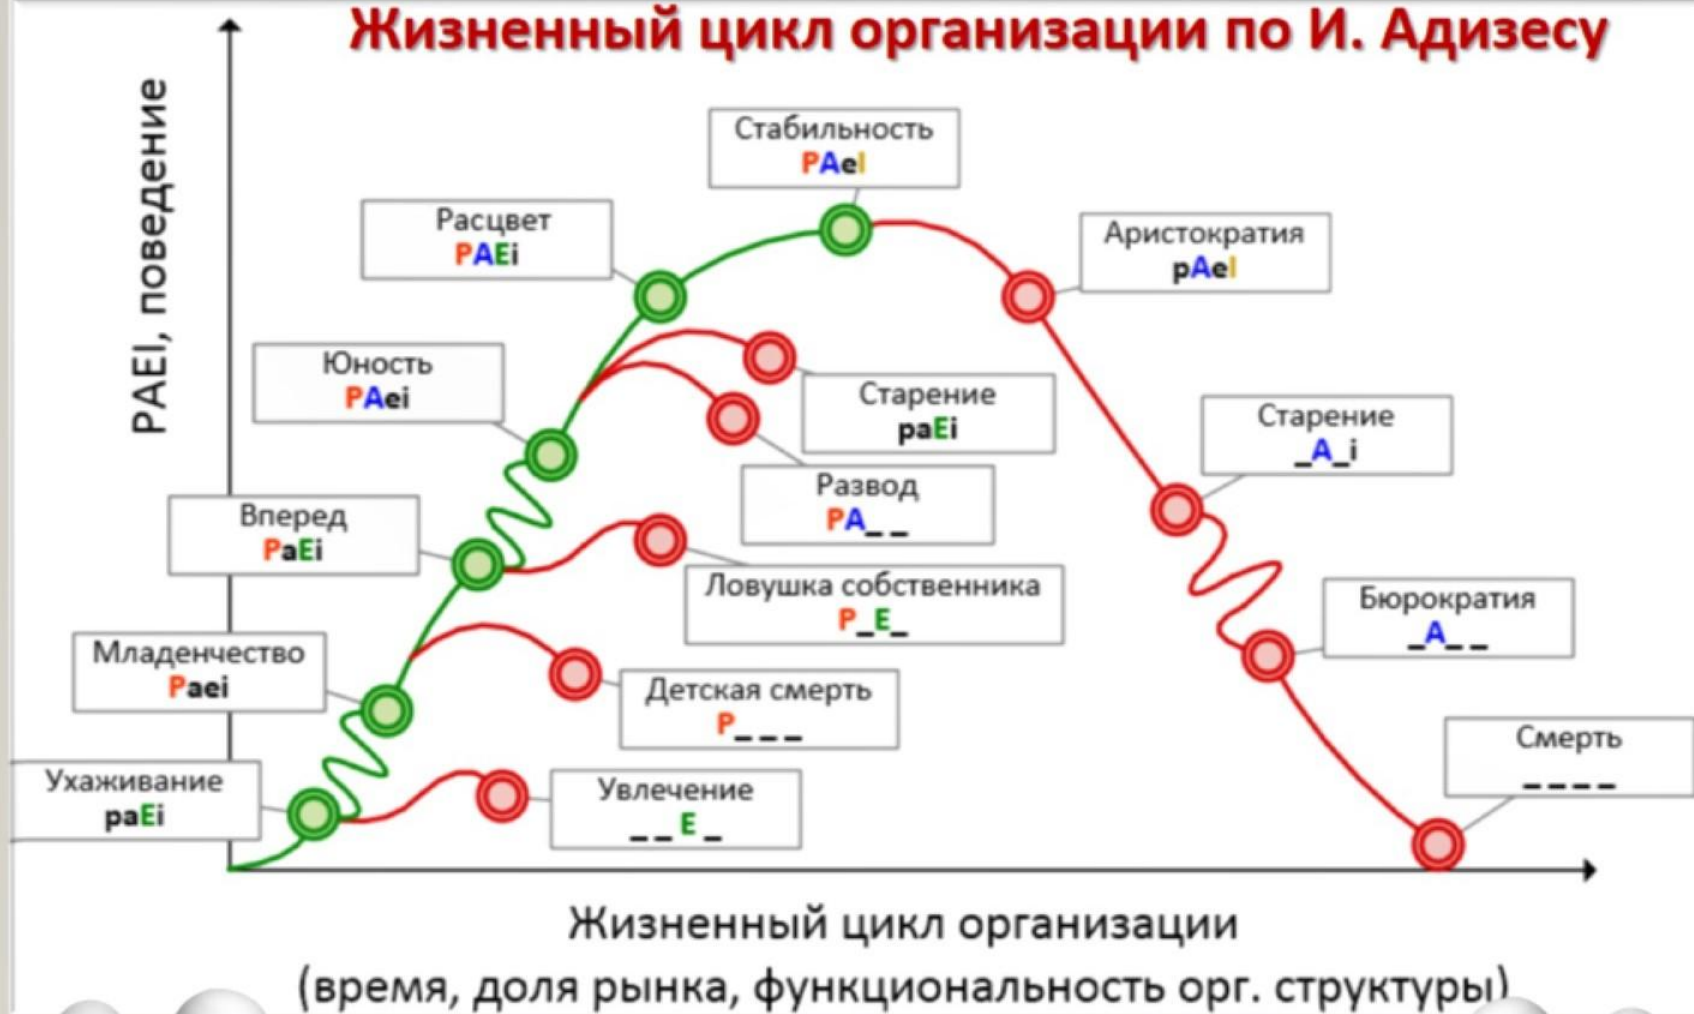 Жизненный цикл организации по И. Адизесу
PAEI, поведение
Стабильность
PAeI
Расцвет
PAEi
Аристократия
pAeI
Юность
PAei
Старение
paEi
Старение
_A_i
Развод
PA_ _
Вперед
PaEi
Ловушка собственника
P_E_
Бюрократия
_A_ _
Младенчество
Paei
Детская смерть
P_ _ _
Смерть
_ _ _ _
Ухаживание
paEi
Увлечение
_ _ E _
Жизненный цикл организации
(время, доля рынка, функциональность орг. структуры)